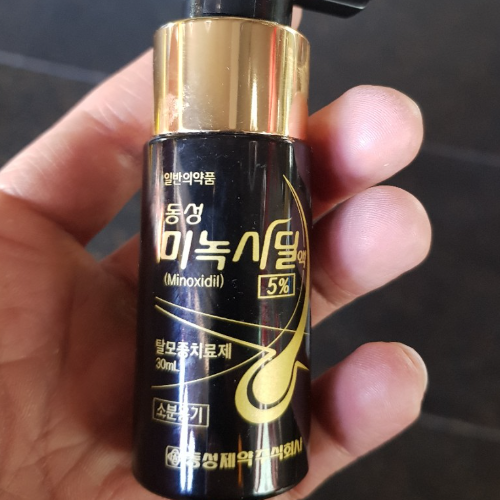 일반의약품
동성
미녹시딜액
(Minoxidil)
5%
탈모증치료제
30mL
소분용기
동성제약주식회사